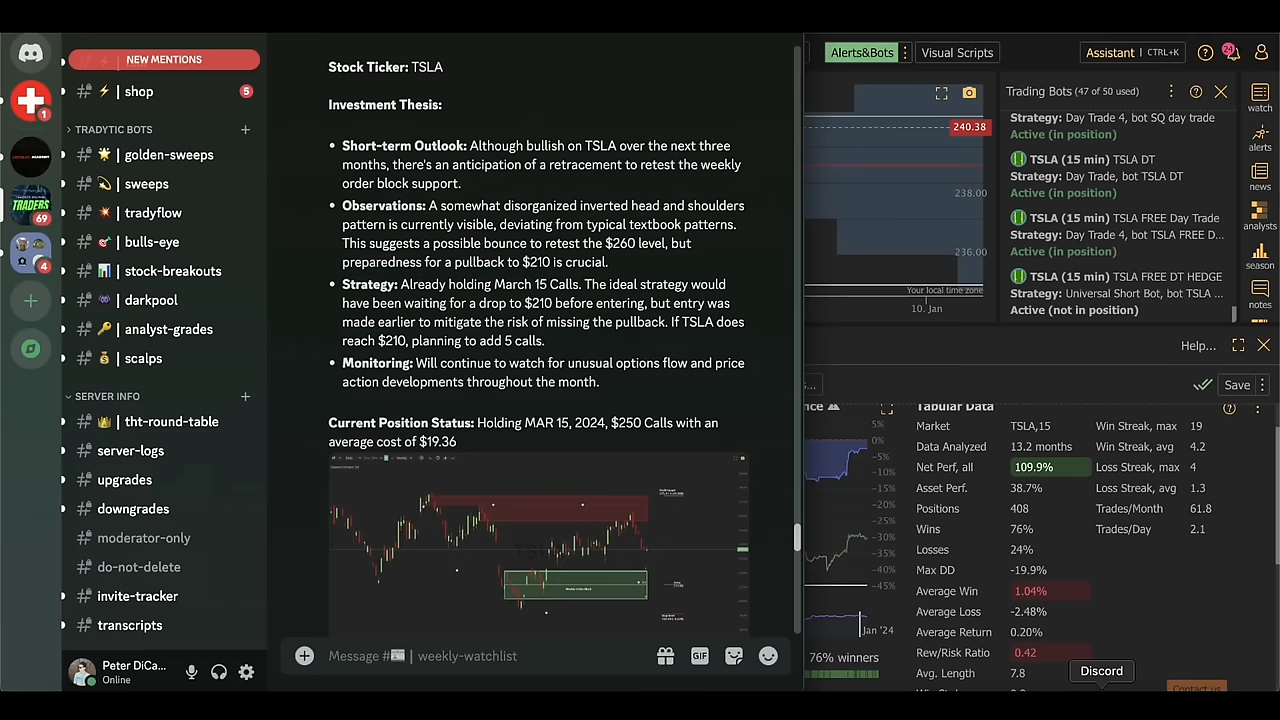 NEW MENTIONS
# ⚡ | shop
5
TRADYTIC BOTS
# | golden-sweeps
# | sweeps
# | tradyflow
# | bulls-eye
# | stock-breakouts
# | darkpool
# | analyst-grades
# | scalps
SERVER INFO
# | tht-round-table
# server-logs
# upgrades
# downgrades
# moderator-only
# do-not-delete
# invite-tracker
# transcripts
Peter DiCa...
Online
1
TRADERS
69
4
Stock Ticker: TSLA
Investment Thesis:
• Short-term Outlook: Although bullish on TSLA over the next three
months, there's an anticipation of a retracement to retest the weekly
order block support.
• Observations: A somewhat disorganized inverted head and shoulders
pattern is currently visible, deviating from typical textbook patterns.
This suggests a possible bounce to retest the $260 level, but
preparedness for a pullback to $210 is crucial.
• Strategy: Already holding March 15 Calls. The ideal strategy would
have been waiting for a drop to $210 before entering, but entry was
made earlier to mitigate the risk of missing the pullback. If TSLA does
reach $210, planning to add 5 calls.
• Monitoring: Will continue to watch for unusual options flow and price
action developments throughout the month.
Current Position Status: Holding MAR 15, 2024, $250 Calls with an
average cost of $19.36
Message # | weekly-watchlist
GIF
Alerts&Bots
Visual Scripts
Assistant | CTRL+K
24
240.38
238.00
236.00
Your local time zone
10. Jan
Trading Bots (47 of 50 used)
Strategy: Day Trade 4, bot SQ day trade
Active (in position)
TSLA (15 min) TSLA DT
Strategy: Day Trade, bot TSLA DT
Active (in position)
TSLA (15 min) TSLA FREE Day Trade
Strategy: Day Trade 4, bot TSLA FREE D...
Active (in position)
TSLA (15 min) TSLA FREE DT HEDGE
Strategy: Universal Short Bot, bot TSLA ...
Active (not in position)
watch
alerts
news
analysts
season
notes
Help...
Save
5%
0%
-5%
-10%
-15%
-20%
-25%
-30%
-35%
-40%
-45%
Jan '24
76% winners
Tabular Data
Market TSLA,15 Win Streak, max 19
Data Analyzed 13.2 months Win Streak, avg 4.2
Net Perf, all 109.9% Loss Streak, max 4
Asset Perf. 38.7% Loss Streak, avg 1.3
Positions 408 Trades/Month 61.8
Wins 76% Trades/Day 2.1
Losses 24%
Max DD -19.9%
Average Win 1.04%
Average Loss -2.48%
Average Return 0.20%
Rew/Risk Ratio 0.42
Avg. Length 7.8
Discord
Contact us